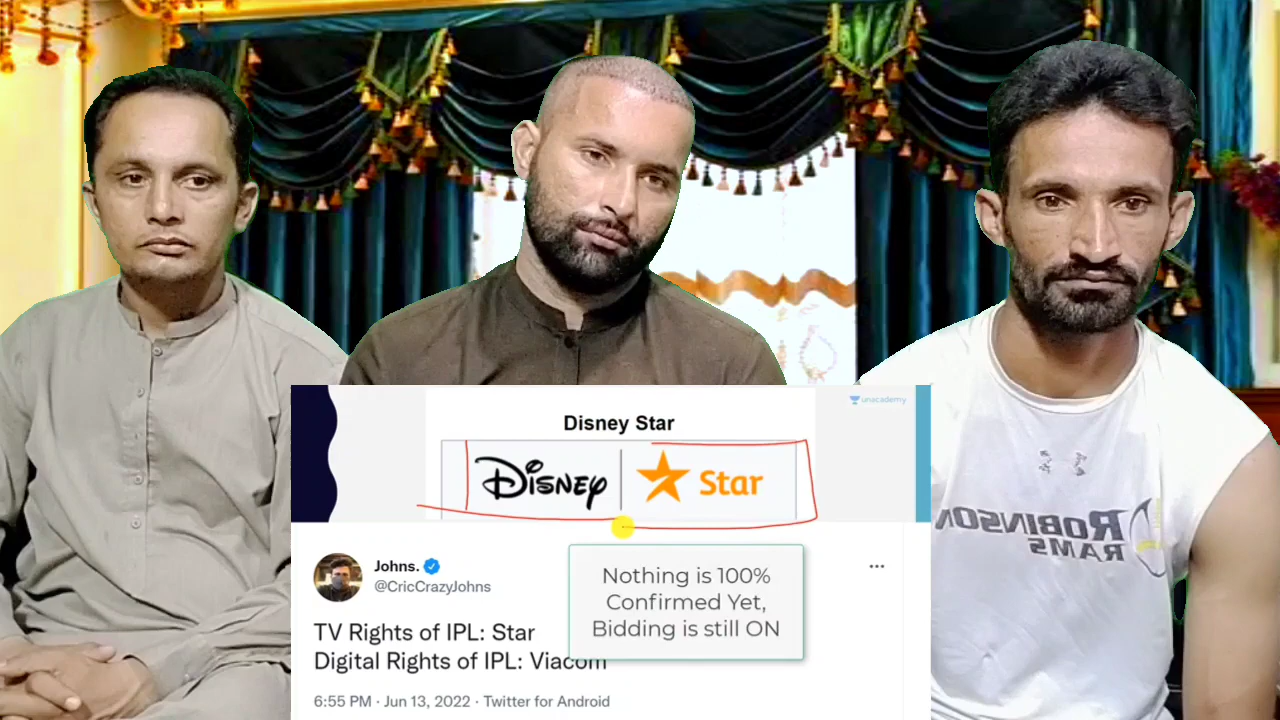 unacademy
Disney Star
Disney
Star
Johns.
@CricCrazyJohns
Nothing is 100%
Confirmed Yet,
Bidding is still ON
TV Rights of IPL: Star
Digital Rights of IPL: Viacom
6:55 PM · Jun 13, 2022 · Twitter for Android
ROBINSON
RAMS